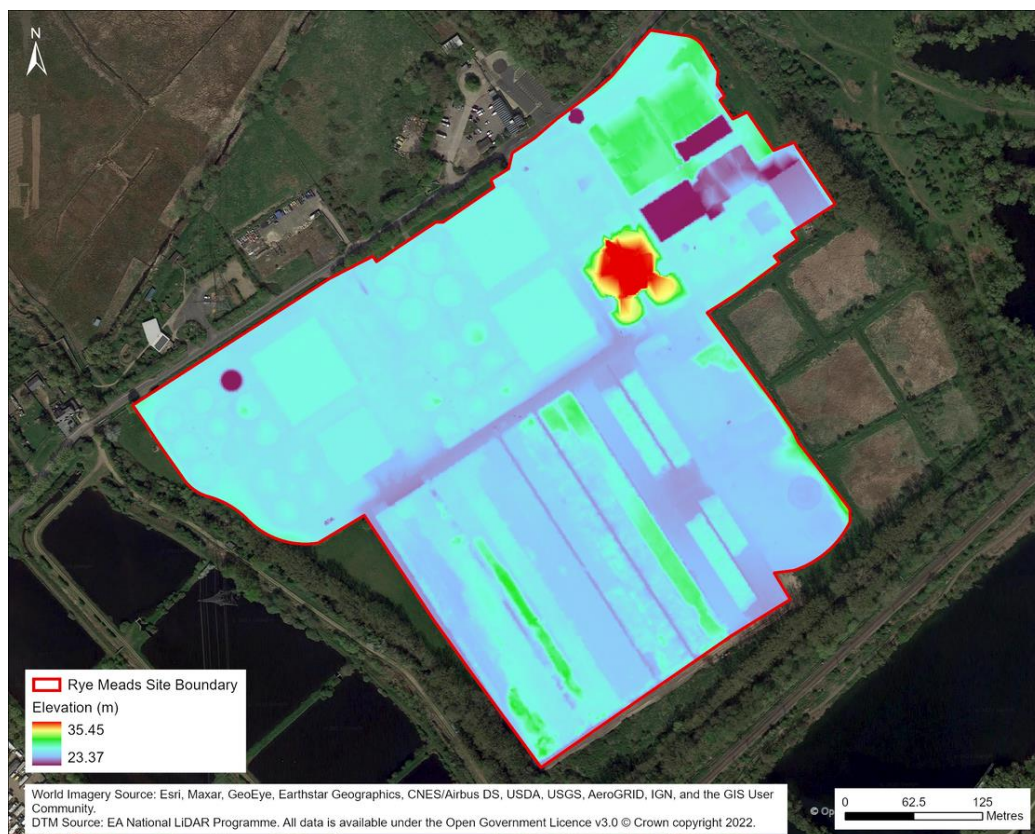 N
Rye Meads Site Boundary
Elevation (m)
35.45
23.37
World Imagery Source: Esri, Maxar, GeoEye, Earthstar Geographics, CNES/Airbus DS, USDA, USGS, AeroGRID, IGN, and the GIS User
Community.
DTM Source: EA National LiDAR Programme. All data is available under the Open Government Licence v3.0 © Crown copyright 2022.
0 62.5 125
Metres